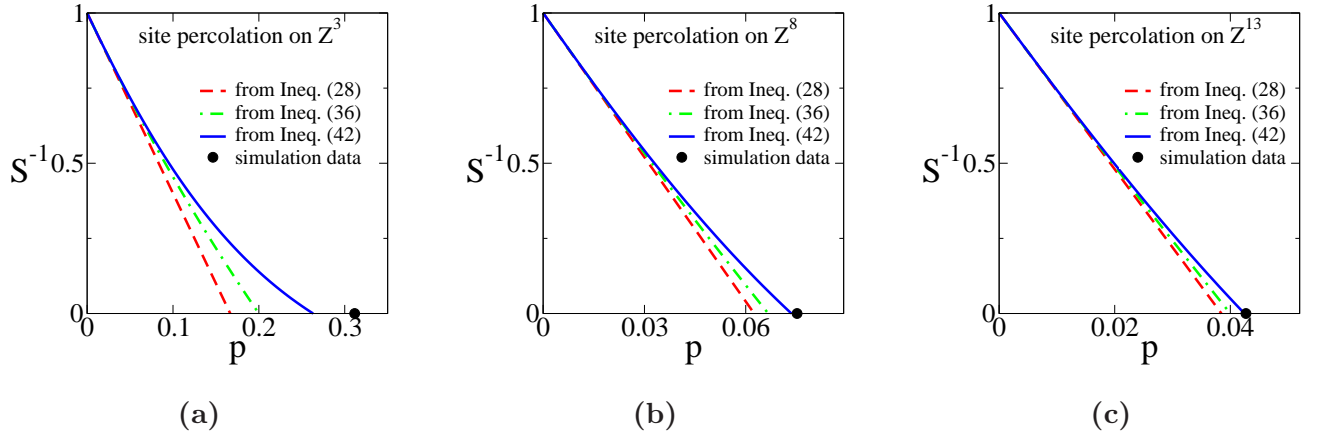 site percolation on Z^3
from Ineq. (28)
from Ineq. (36)
from Ineq. (42)
simulation data
1
0.5
0
S^-1
0 0.1 0.2 0.3
p
(a)
site percolation on Z^8
from Ineq. (28)
from Ineq. (36)
from Ineq. (42)
simulation data
1
0.5
0
S^-1
0 0.03 0.06
p
(b)
site percolation on Z^13
from Ineq. (28)
from Ineq. (36)
from Ineq. (42)
simulation data
1
0.5
0
S^-1
0 0.02 0.04
p
(c)